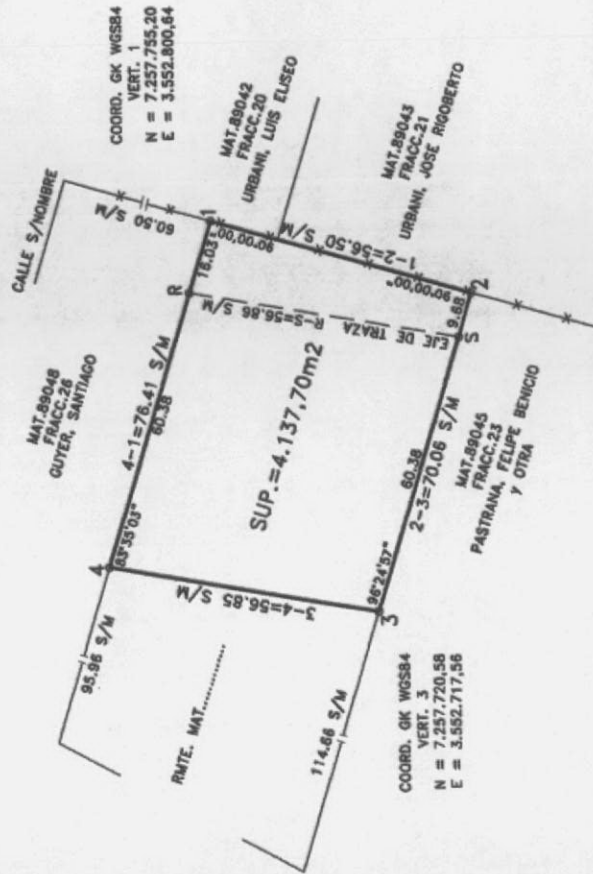 COORD. GK WGS84
VERT. 1
N = 7.257.755,20
E = 3.552.800,64
CALLE S/NOMBRE
60.50
S/M
MAT.89042
FRACC.20
URBANI, LUIS ELISEO
MAT.89043
FRACC.21
URBANI, JOSE RIGOBERTO
MAT.89048
FRACC.26
GUYER, SANTIAGO
4-1=76.41 S/M
60.38
R
16.03
1
90°00,00"
1-2=56.50 S/M
90°00,00"
2
9.68
S
R-S=56.86 S/M
EJE DE TRAZA
SUP.=4.137,70m2
4
83°35'03"
3-4=56.85 S/M
96°24'57"
3
60.38
2-3=70.06 S/M
MAT.89045
FRACC.23
PASTRANA, FELIPE BENICIO
Y OTRA
95.96 S/M
RMTE. MAT..............
114.66 S/M
COORD. GK WGS84
VERT. 3
N = 7.257.720,58
E = 3.552.717,56